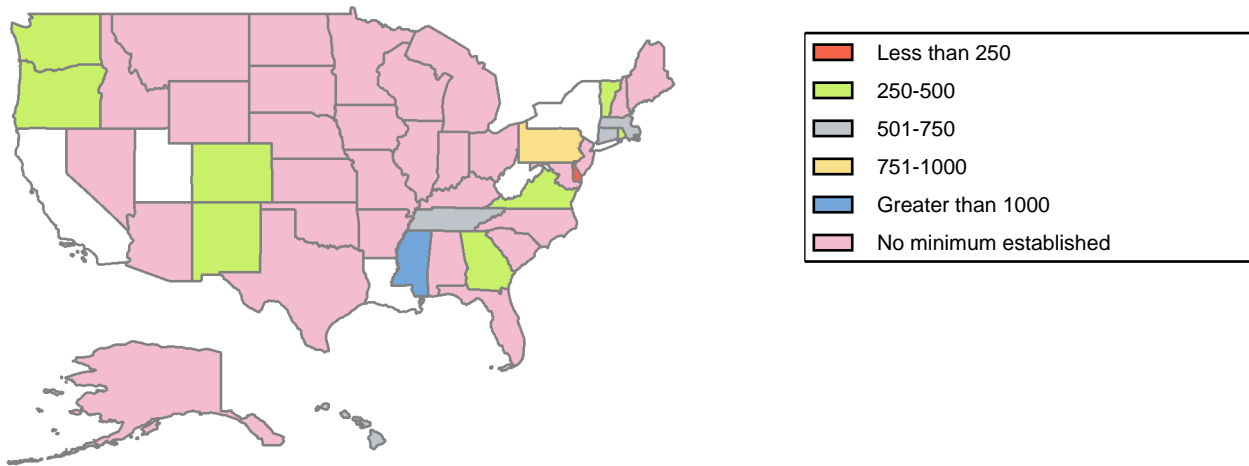 Less than 250
250-500
501-750
751-1000
Greater than 1000
No minimum established